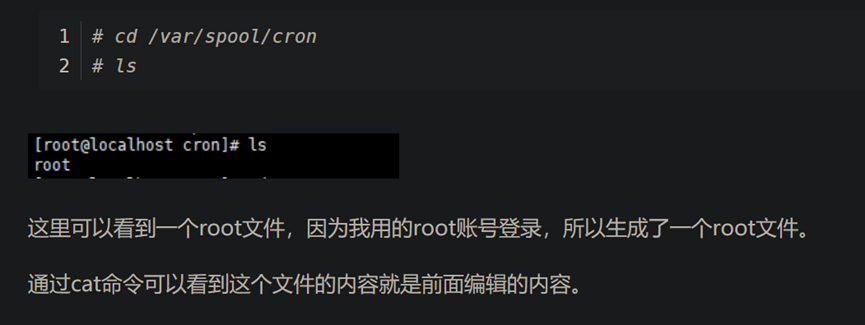 1 # cd /var/spool/cron
2 # ls
[root@localhost cron]# ls
root
这里可以看到一个root文件，因为我用的root账号登录，所以生成了一个root文件。
通过cat命令可以看到这个文件的内容就是前面编辑的内容。